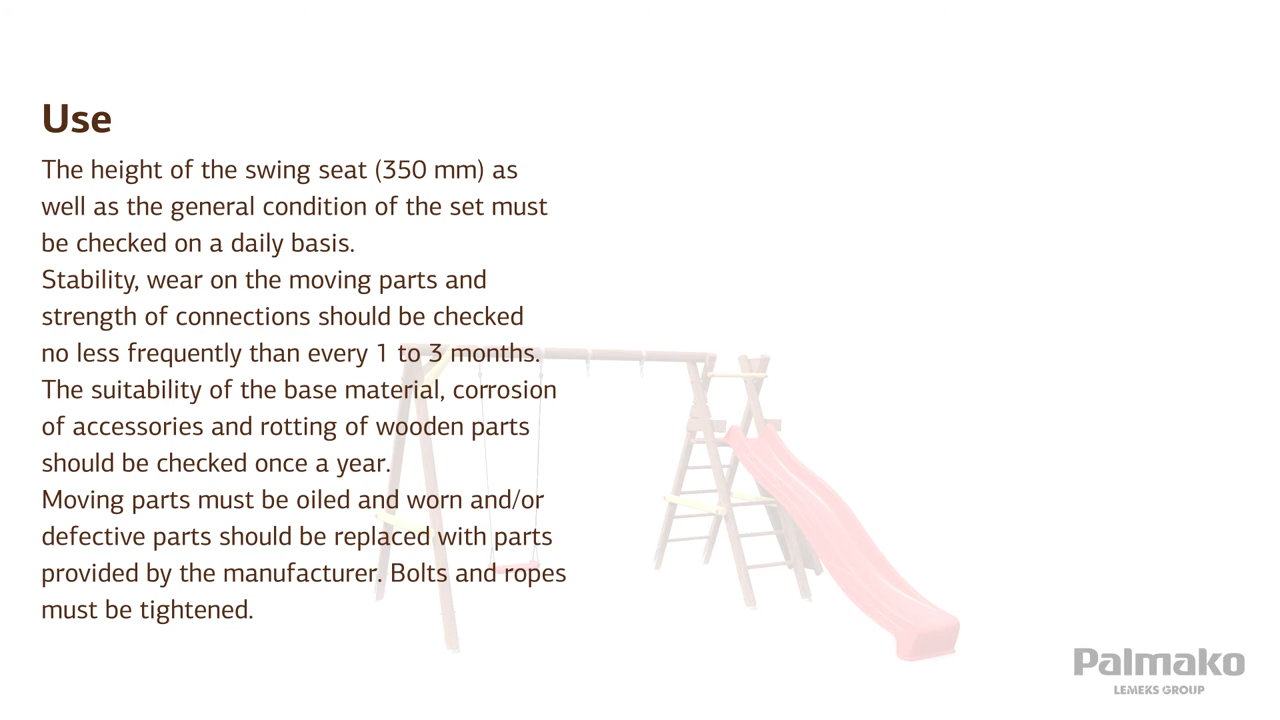 Use
The height of the swing seat (350 mm) as
well as the general condition of the set must
be checked on a daily basis.
Stability, wear on the moving parts and
strength of connections should be checked
no less frequently than every 1 to 3 months.
The suitability of the base material, corrosion
of accessories and rotting of wooden parts
should be checked once a year.
Moving parts must be oiled and worn and/or
defective parts should be replaced with parts
provided by the manufacturer. Bolts and ropes
must be tightened.
Palmako
LEMEKS GROUP